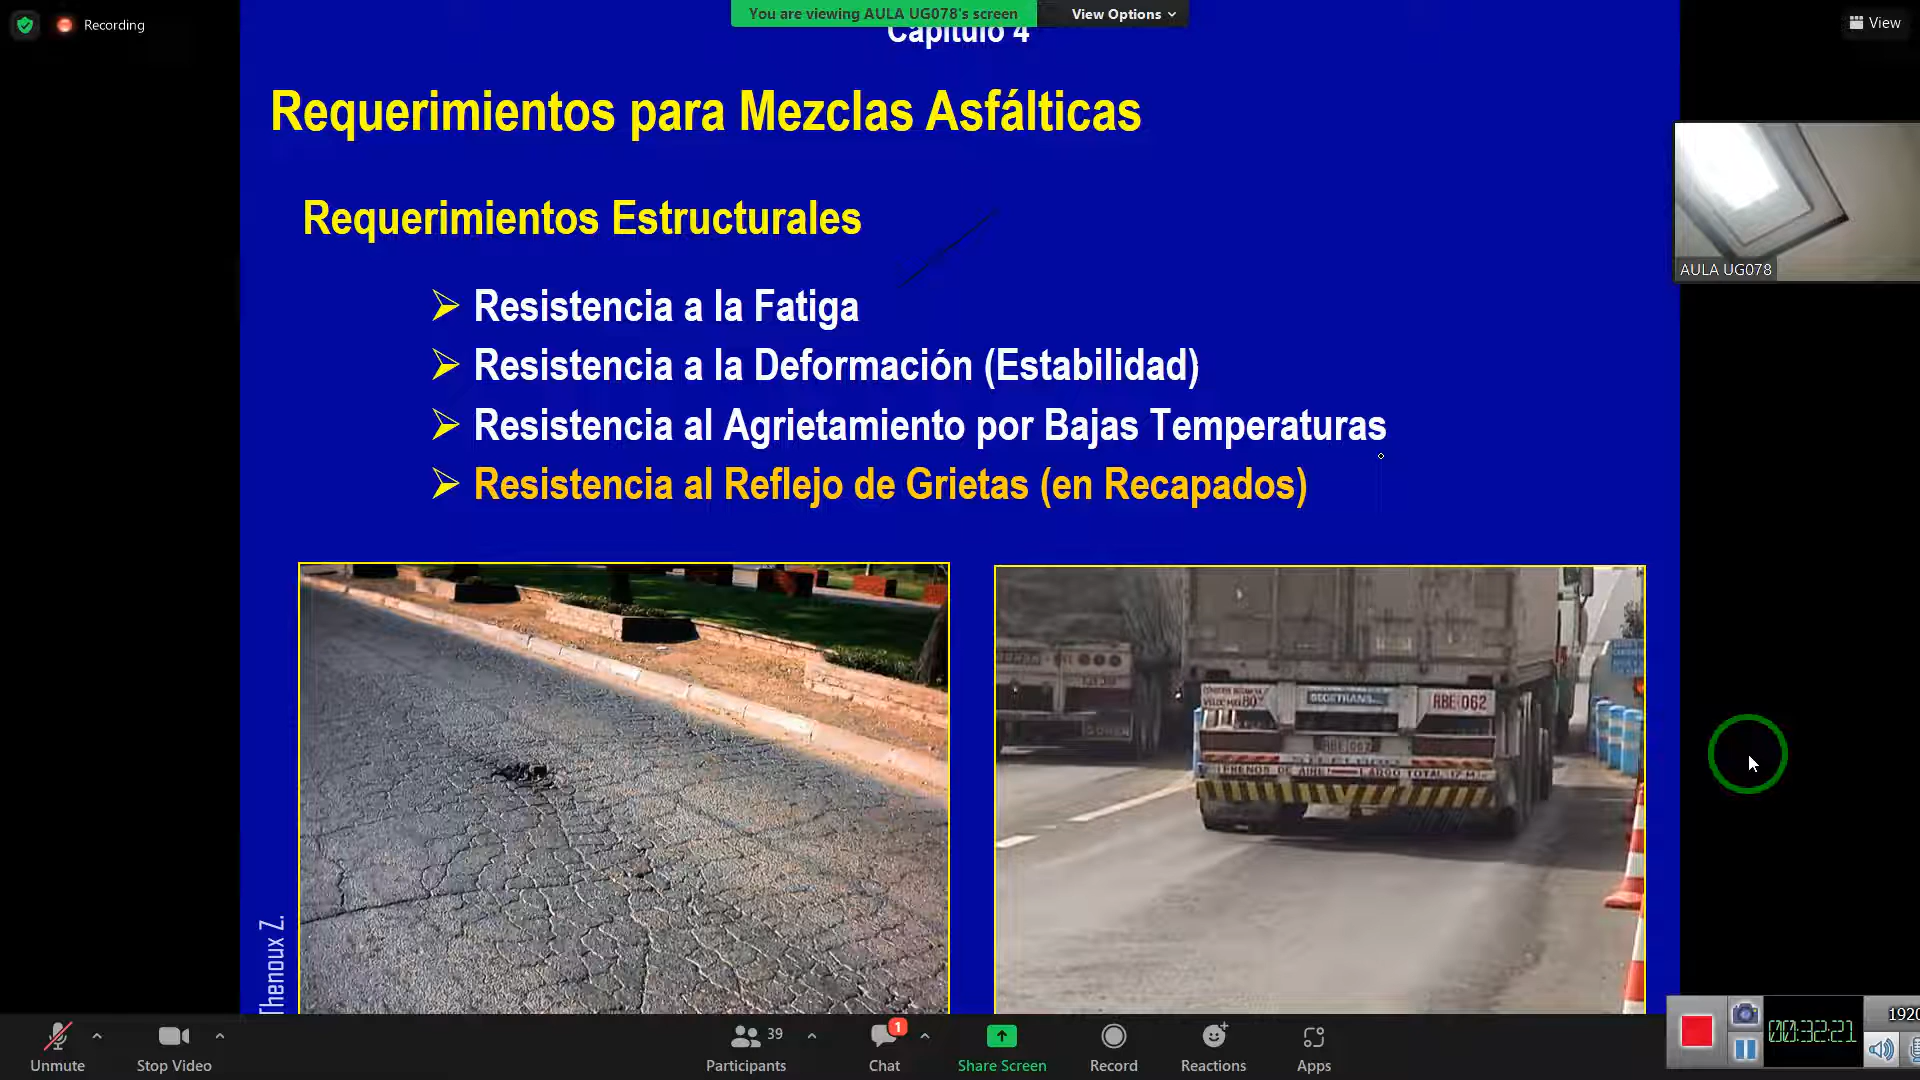 Recording
You are viewing AULA UG078's screen
View Options
View
Capítulo 4
Requerimientos para Mezclas Asfálticas
Requerimientos Estructurales
Resistencia a la Fatiga
Resistencia a la Deformación (Estabilidad)
Resistencia al Agrietamiento por Bajas Temperaturas
Resistencia al Reflejo de Grietas (en Recapados)
AULA UG078
RBE-062
Thenoux Z.
Unmute
Stop Video
39
Participants
1
Chat
Share Screen
Record
Reactions
Apps
00:32:21
1920